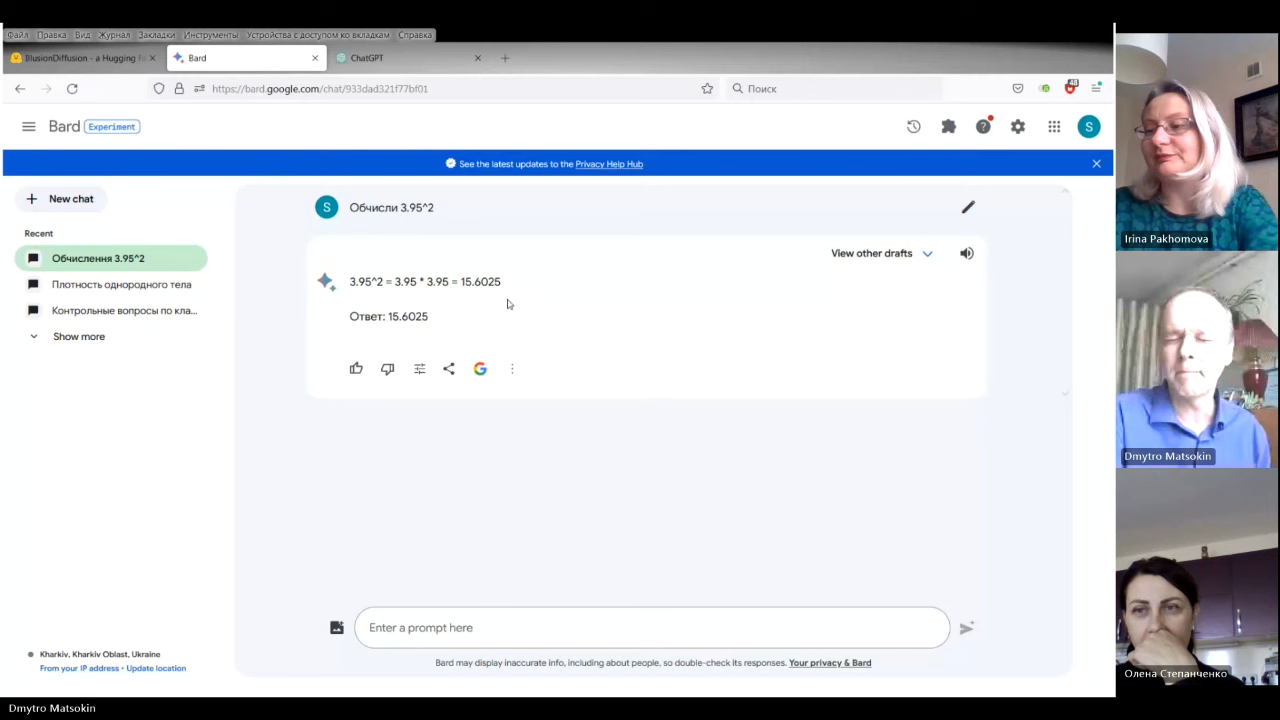 Файл Правка Вид Журнал Закладки Инструменты Устройства с доступом ко вкладкам Справка
IllusionDiffusion - a Hugging
Bard
ChatGPT
https://bard.google.com/chat/933dad321f77bf01
Поиск
48
Bard Experiment
S
See the latest updates to the Privacy Help Hub
New chat
Recent
Обчислення 3.95^2
Плотность однородного тела
Контрольные вопросы по кла...
Show more
S Обчисли 3.95^2
View other drafts
3.95^2 = 3.95 * 3.95 = 15.6025
Ответ: 15.6025
Enter a prompt here
Bard may display inaccurate info, including about people, so double-check its responses. Your privacy & Bard
Kharkiv, Kharkiv Oblast, Ukraine
From your IP address • Update location
Irina Pakhomova
Dmytro Matsokin
Олена Степанченко
Dmytro Matsokin